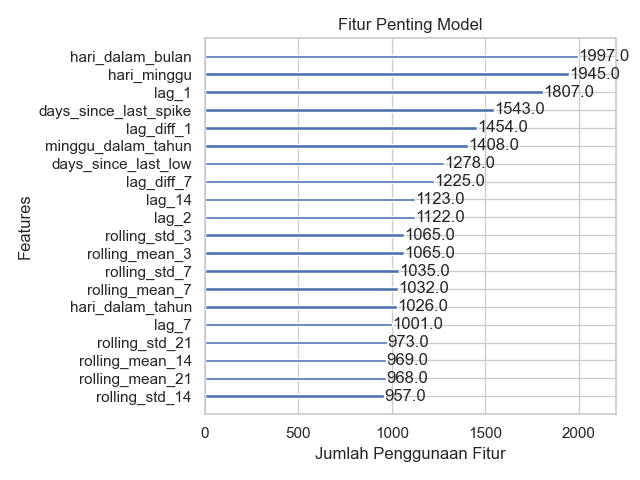 Fitur Penting Model
Features
hari_dalam_bulan 1997.0
hari_minggu 1945.0
lag_1 1807.0
days_since_last_spike 1543.0
lag_diff_1 1454.0
minggu_dalam_tahun 1408.0
days_since_last_low 1278.0
lag_diff_7 1225.0
lag_14 1123.0
lag_2 1122.0
rolling_std_3 1065.0
rolling_mean_3 1065.0
rolling_std_7 1035.0
rolling_mean_7 1032.0
hari_dalam_tahun 1026.0
lag_7 1001.0
rolling_std_21 973.0
rolling_mean_14 969.0
rolling_mean_21 968.0
rolling_std_14 957.0
0 500 1000 1500 2000
Jumlah Penggunaan Fitur